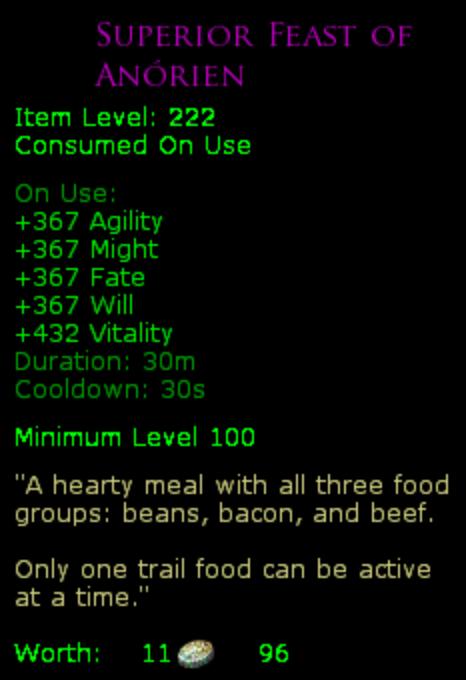 Superior Feast of
Anórien
Item Level: 222
Consumed On Use
On Use:
+367 Agility
+367 Might
+367 Fate
+367 Will
+432 Vitality
Duration: 30m
Cooldown: 30s
Minimum Level 100
"A hearty meal with all three food
groups: beans, bacon, and beef.
Only one trail food can be active
at a time."
Worth: 11 96